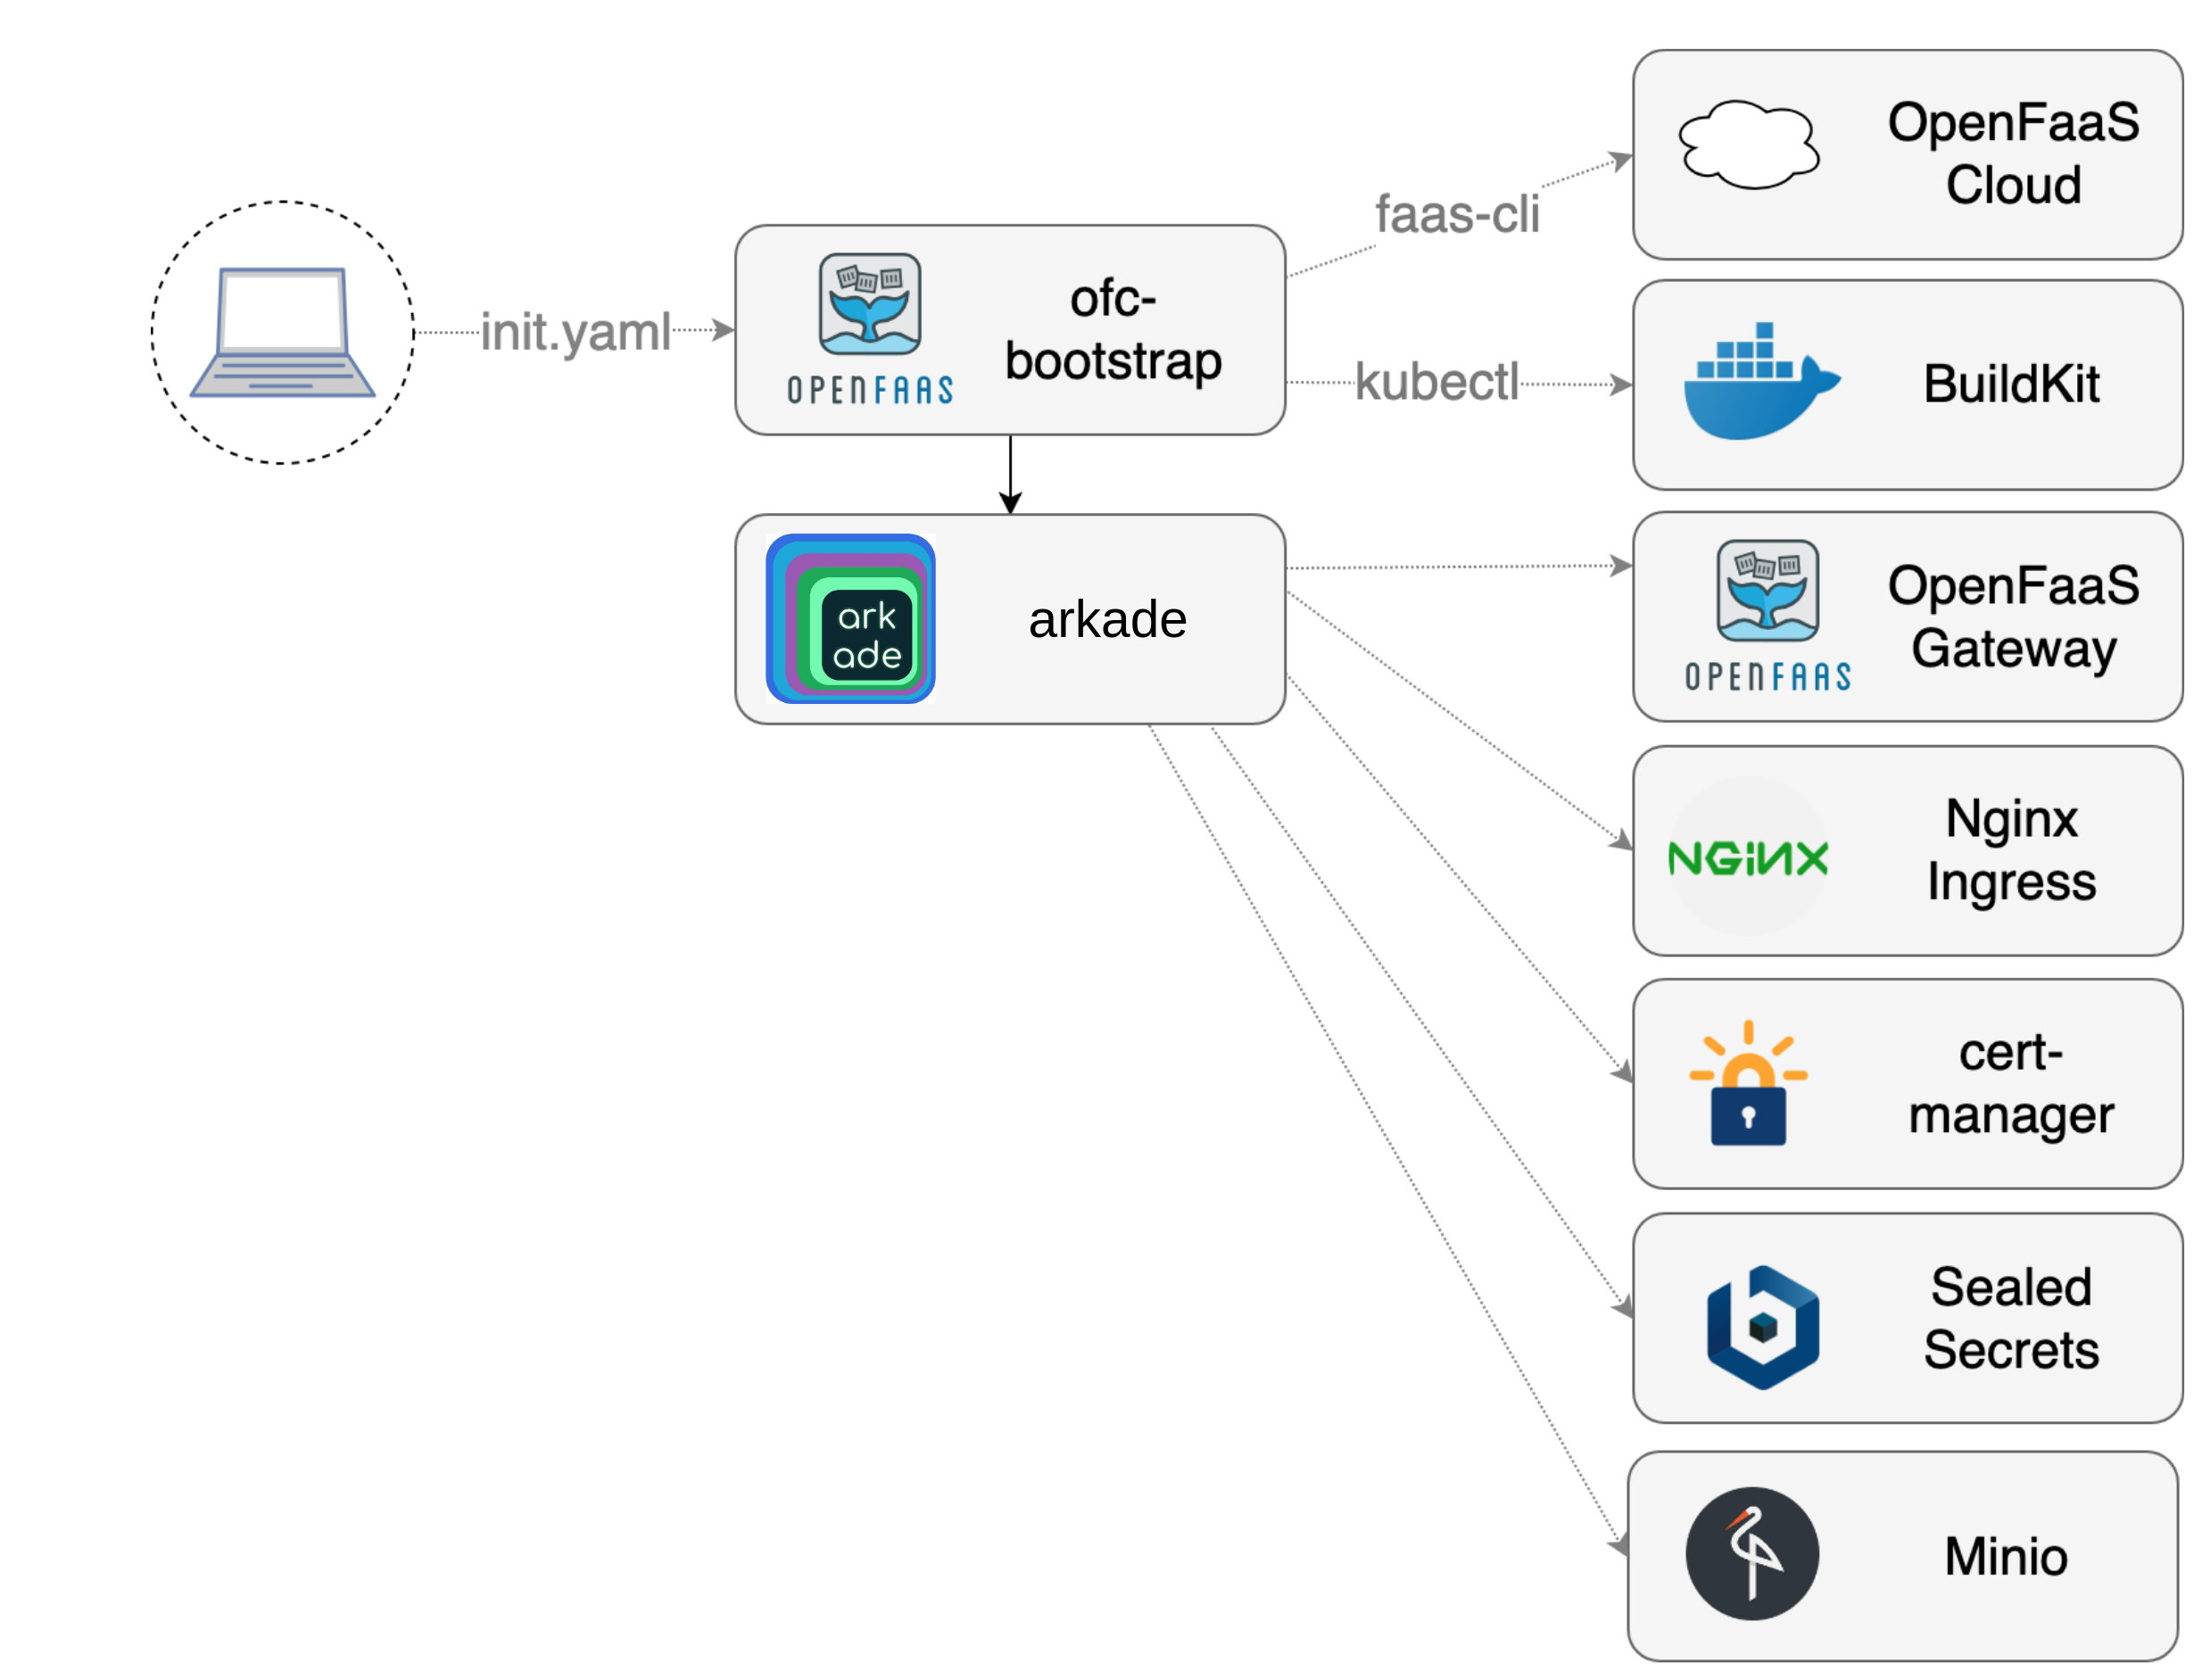 OpenFaaS
Cloud
faas-cli
init.yaml
OPENFAAS
ofc-
bootstrap
kubectl
BuildKit
ark
ade
arkade
OPENFAAS
OpenFaaS
Gateway
NGiNX
Nginx
Ingress
cert-
manager
Sealed
Secrets
Minio